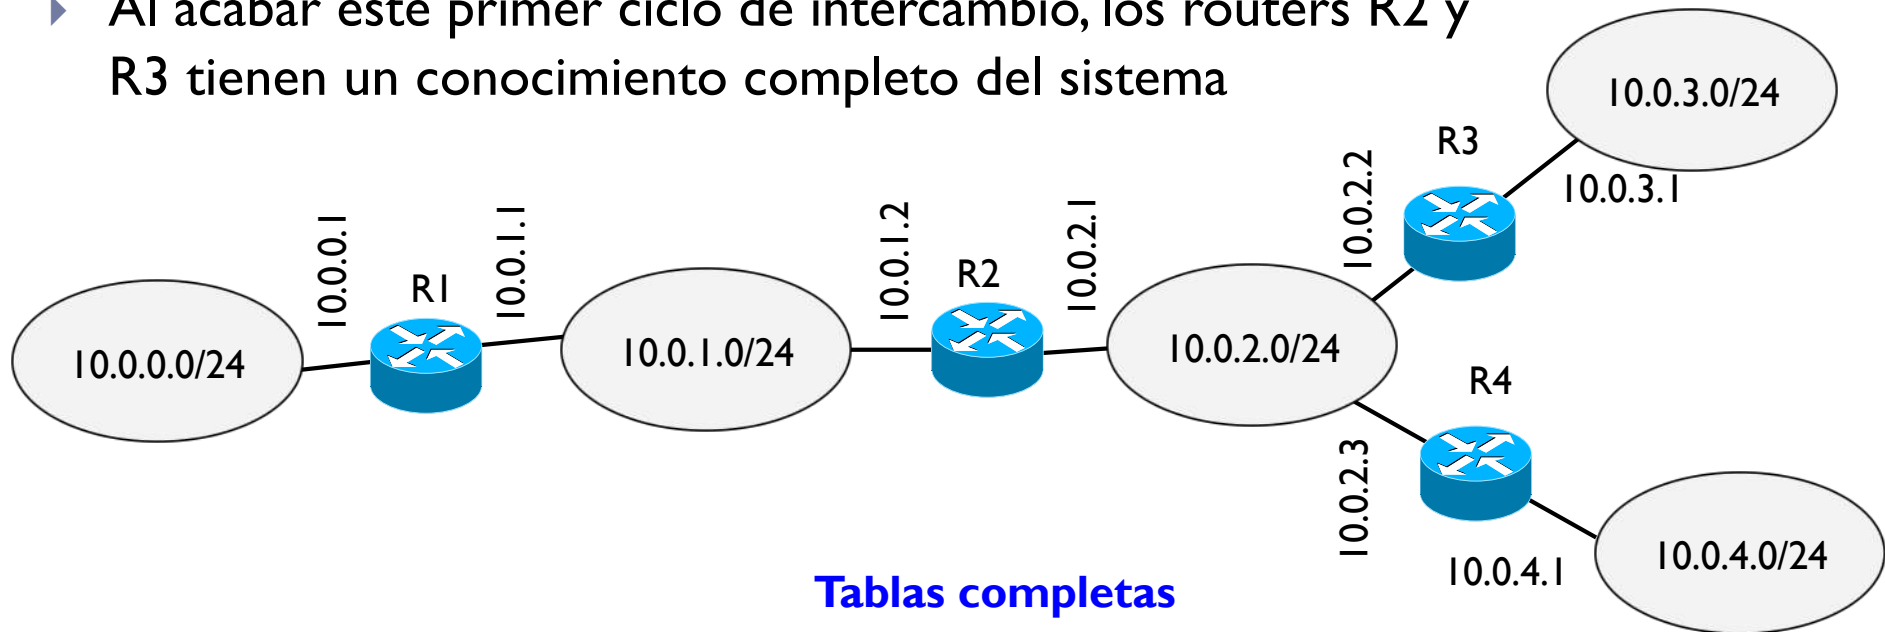 Al acabar este primer ciclo de intercambio, los routers R2 y
R3 tienen un conocimiento completo del sistema
10.0.3.0/24
R3
10.0.2.2
10.0.3.1
10.0.0.1
R1
10.0.1.1
10.0.1.2
R2
10.0.2.1
10.0.0.0/24
10.0.1.0/24
10.0.2.0/24
R4
10.0.2.3
10.0.4.1
10.0.4.0/24
Tablas completas